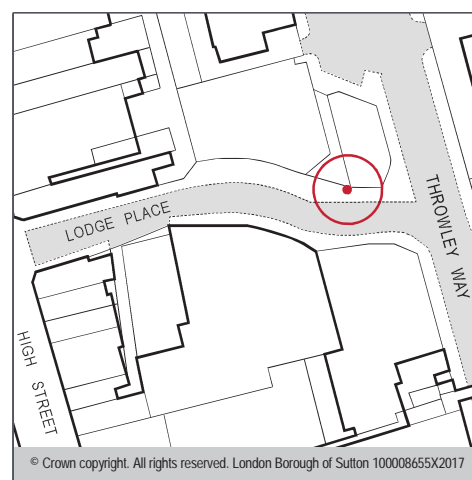 LODGE PLACE
THROWLEY WAY
HIGH STREET
© Crown copyright. All rights reserved. London Borough of Sutton 100008655X2017